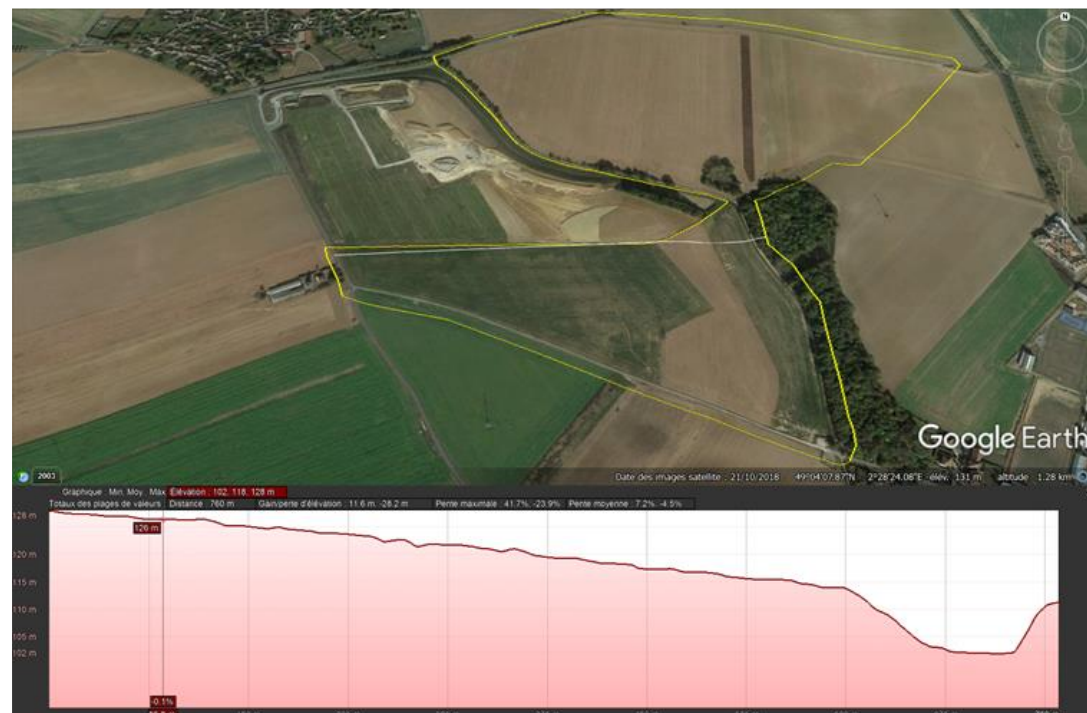 N
Google Earth
2003
Date des images satellite : 21/10/2018 49°04'07.87"N 2°28'24.08"E élév. 131 m altitude 1.28 km
Graphique : Min, Moy, Max Élévation : 102, 118, 128 m
Totaux des plages de valeurs : Distance : 760 m Gain/perte d'élévation : 11.6 m, -28.2 m Pente maximale : 41.7%, -23.9% Pente moyenne : 7.2%, -4.5%
128 m
126 m
120 m
115 m
110 m
105 m
102 m
-0.1%